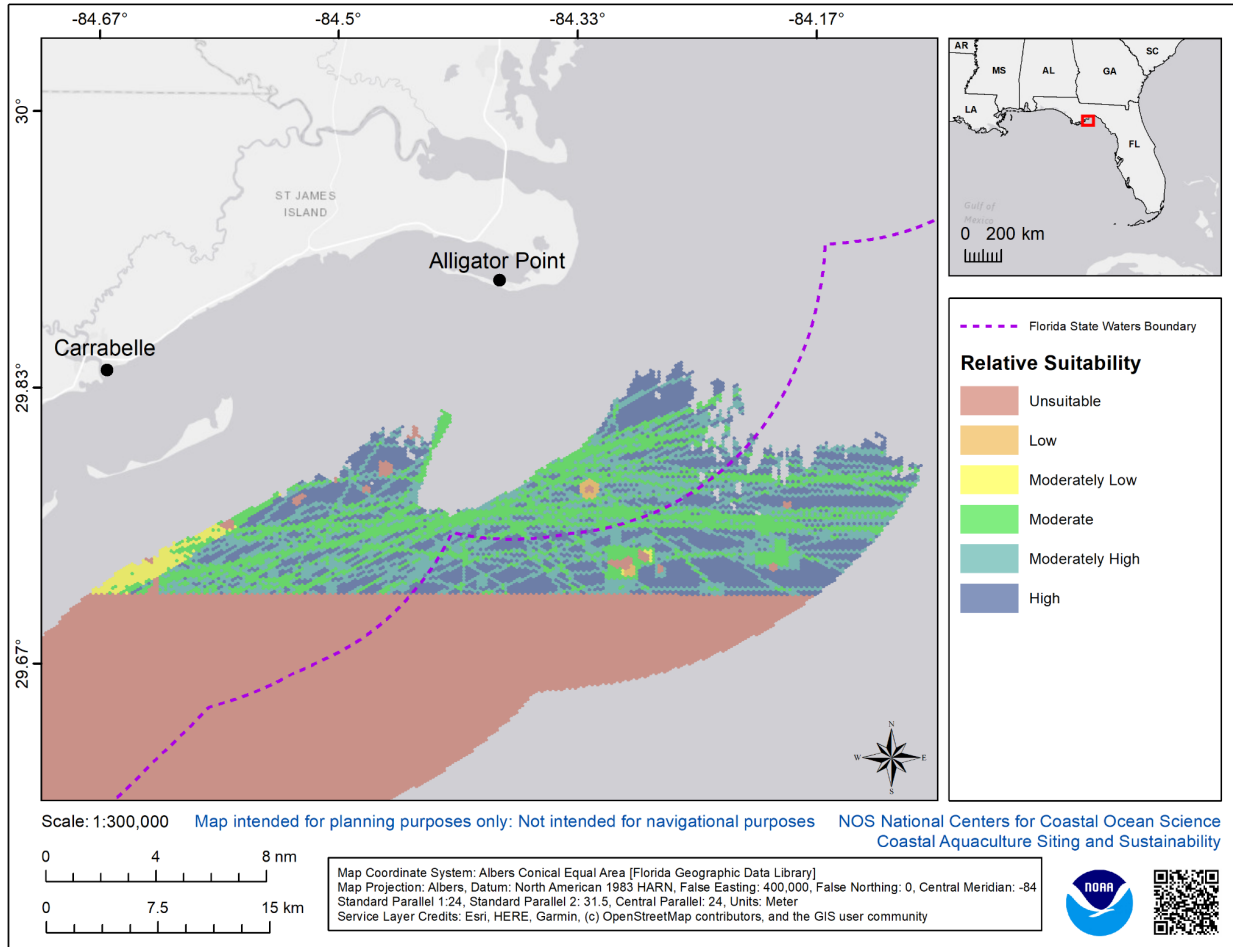 -84.67°
-84.5°
-84.33°
-84.17°
30°
29.83°
29.67°
ST JAMES
ISLAND
Alligator Point
Carrabelle
N
W
E
S
AR
MS
AL
GA
SC
LA
FL
Gulf of
Mexico
0 200 km
Florida State Waters Boundary
Relative Suitability
Unsuitable
Low
Moderately Low
Moderate
Moderately High
High
Scale: 1:300,000
Map intended for planning purposes only: Not intended for navigational purposes
NOS National Centers for Coastal Ocean Science
Coastal Aquaculture Siting and Sustainability
0 4 8 nm
0 7.5 15 km
Map Coordinate System: Albers Conical Equal Area [Florida Geographic Data Library]
Map Projection: Albers, Datum: North American 1983 HARN, False Easting: 400,000, False Northing: 0, Central Meridian: -84
Standard Parallel 1:24, Standard Parallel 2: 31.5, Central Parallel: 24, Units: Meter
Service Layer Credits: Esri, HERE, Garmin, (c) OpenStreetMap contributors, and the GIS user community
NOAA